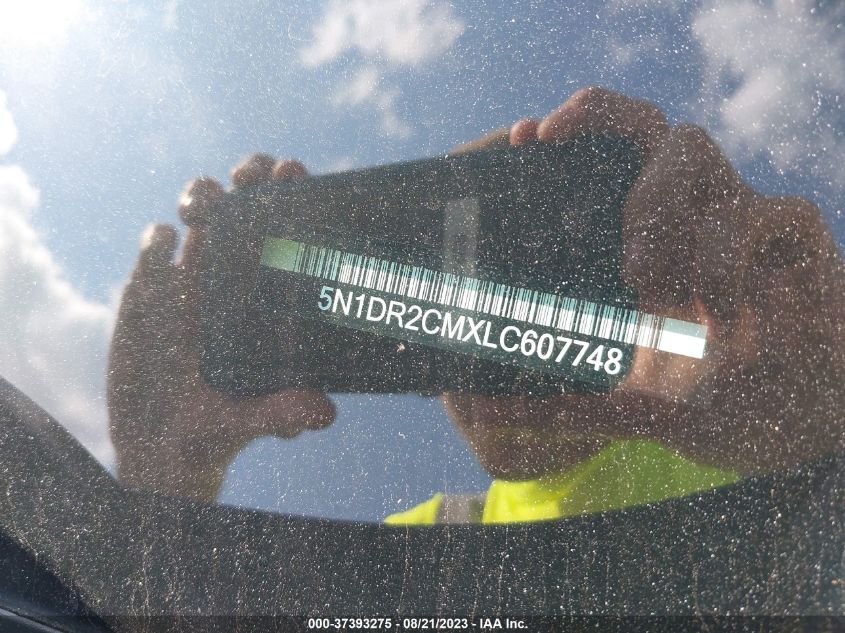 5N1DR2CMXLC607748
000-37393275 - 08/21/2023 - IAA Inc.